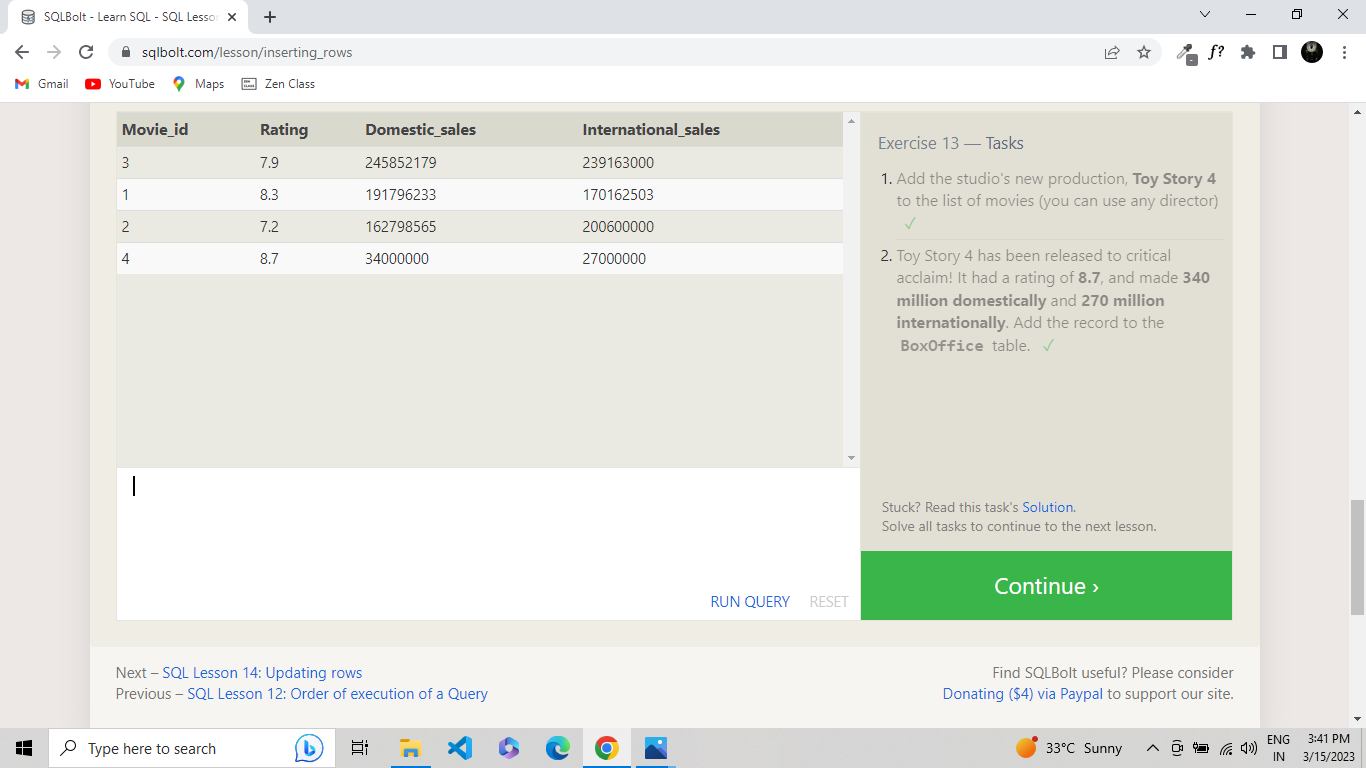 SQLBolt - Learn SQL - SQL Lesson
sqlbolt.com/lesson/inserting_rows
f?
Gmail YouTube Maps Zen Class
Movie_id Rating Domestic_sales International_sales
3 7.9 245852179 239163000
1 8.3 191796233 170162503
2 7.2 162798565 200600000
4 8.7 34000000 27000000
Exercise 13 — Tasks
1. Add the studio's new production, Toy Story 4
to the list of movies (you can use any director)
✓
2. Toy Story 4 has been released to critical
acclaim! It had a rating of 8.7, and made 340
million domestically and 270 million
internationally. Add the record to the
BoxOffice table. ✓
Stuck? Read this task's Solution.
Solve all tasks to continue to the next lesson.
RUN QUERY RESET
Continue ›
Next – SQL Lesson 14: Updating rows
Previous – SQL Lesson 12: Order of execution of a Query
Find SQLBolt useful? Please consider
Donating ($4) via Paypal to support our site.
Type here to search
33°C Sunny
ENG
IN
3:41 PM
3/15/2023